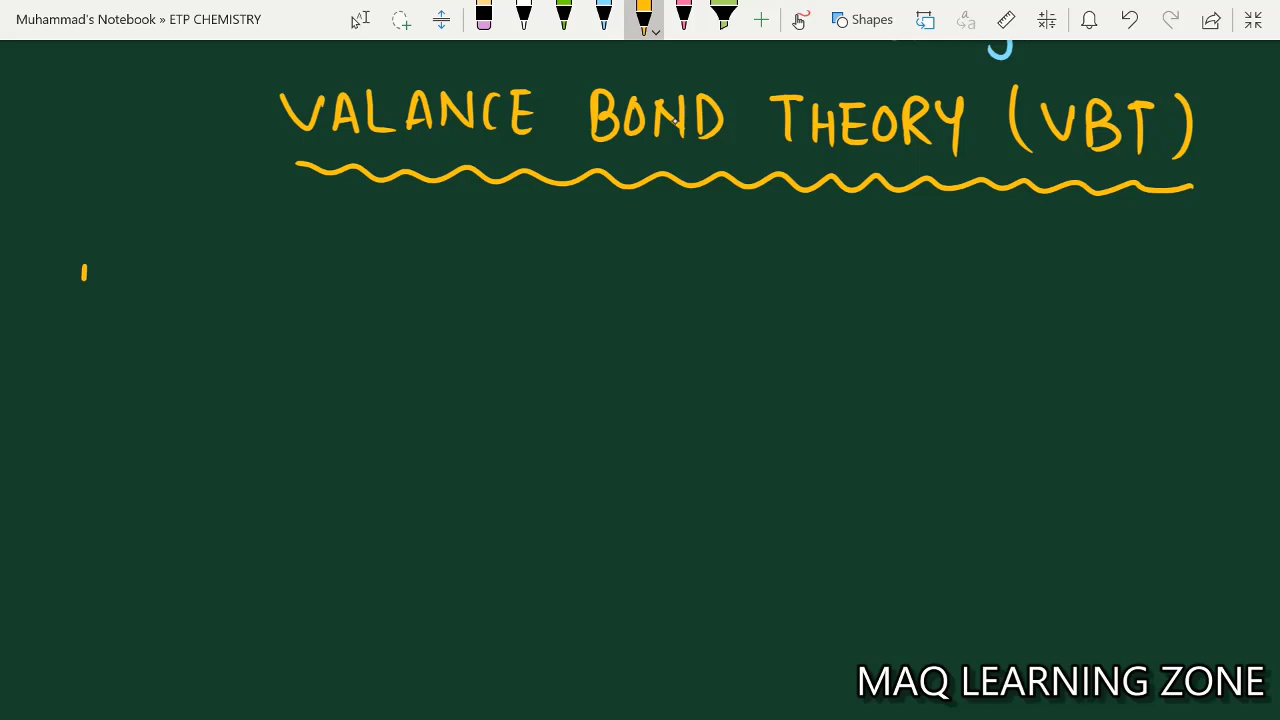 Muhammad's Notebook » ETP CHEMISTRY
Shapes
VALANCE BOND THEORY (VBT)
MAQ LEARNING ZONE